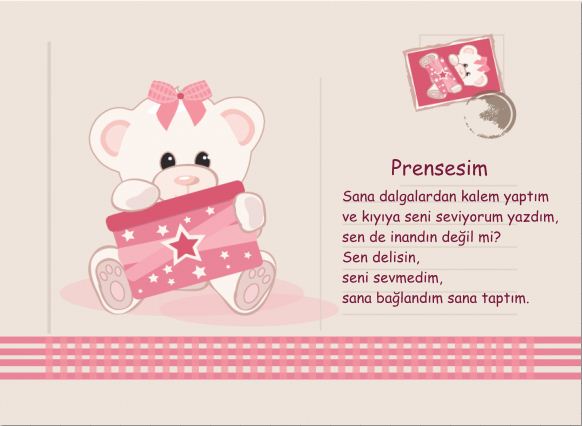 Prensesim
Sana dalgalardan kalem yaptım
ve kıyıya seni seviyorum yazdım,
sen de inandın değil mi?
Sen delisin,
seni sevmedim,
sana bağlandım sana taptım.